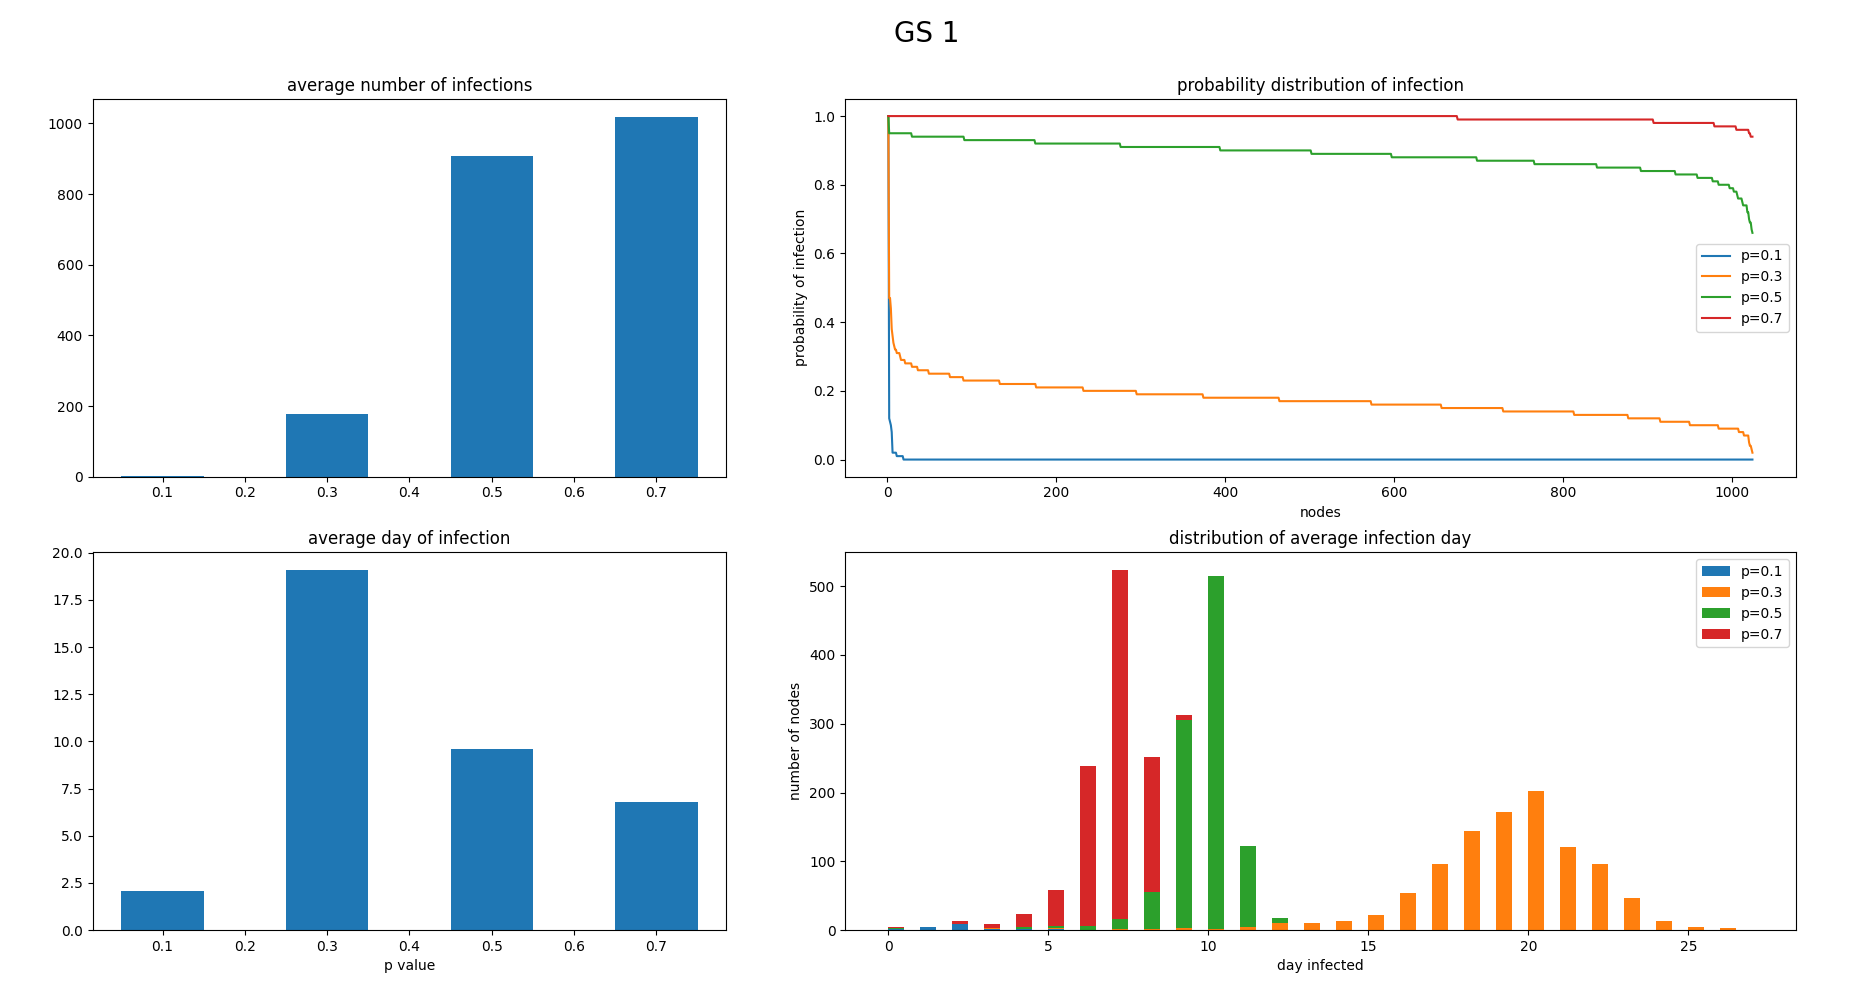 GS 1
average number of infections
1000
800
600
400
200
0
0.1 0.2 0.3 0.4 0.5 0.6 0.7
probability distribution of infection
probability of infection
1.0
0.8
0.6
0.4
0.2
0.0
p=0.1
p=0.3
p=0.5
p=0.7
0 200 400 600 800 1000
nodes
average day of infection
20.0
17.5
15.0
12.5
10.0
7.5
5.0
2.5
0.0
0.1 0.2 0.3 0.4 0.5 0.6 0.7
p value
distribution of average infection day
number of nodes
500
400
300
200
100
0
p=0.1
p=0.3
p=0.5
p=0.7
0 5 10 15 20 25
day infected